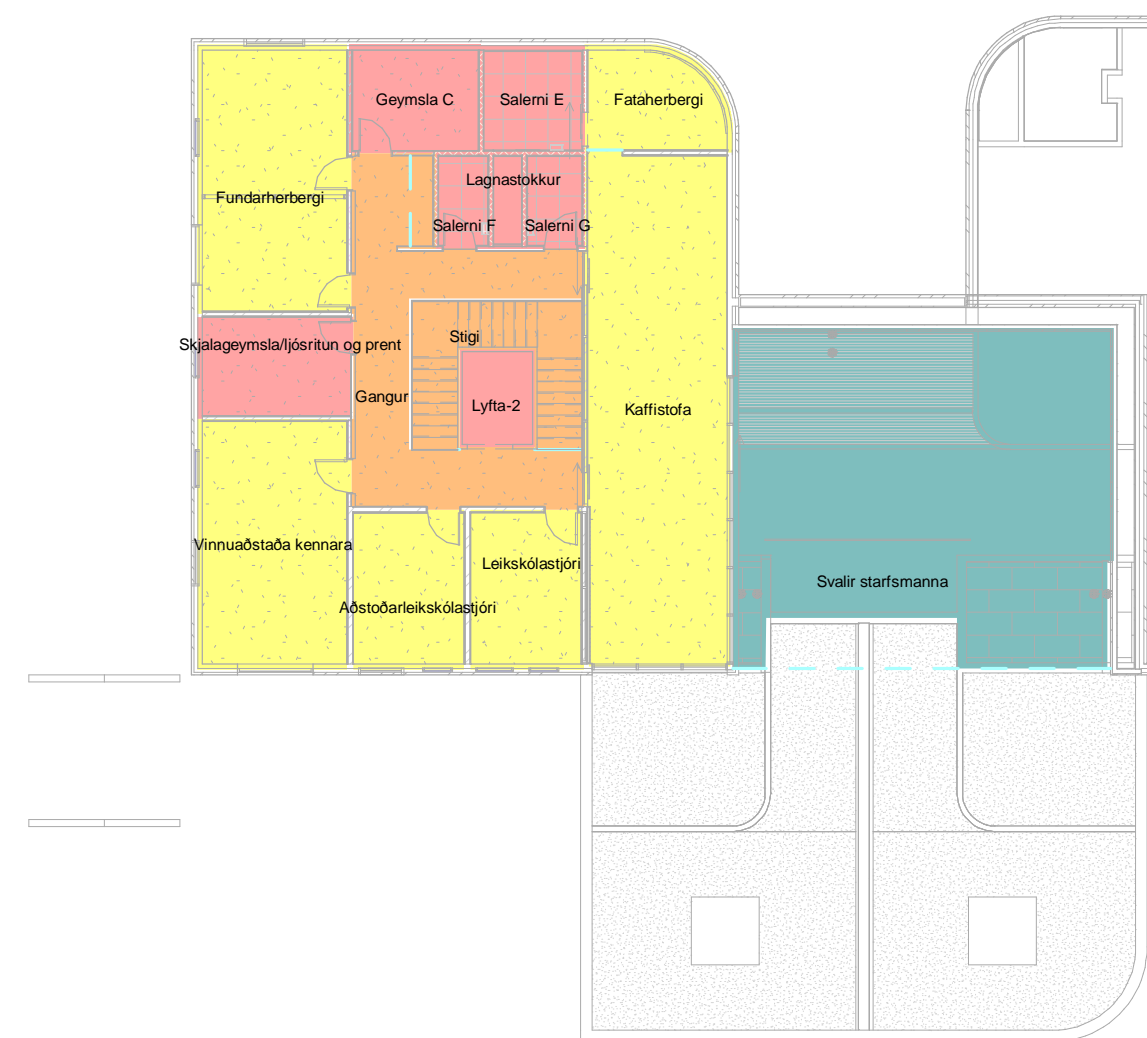 Geymsla C
Salerni E
Fataherbergi
Lagnastokkur
Fundarherbergi
Salerni F
Salerni G
Stigi
Skjalageymsla/ljósritun og prent
Gangur
Lyfta-2
Kaffistofa
Vinnuaðstaða kennara
Leikskólastjóri
Svalir starfsmanna
Aðstoðarleikskólastjóri